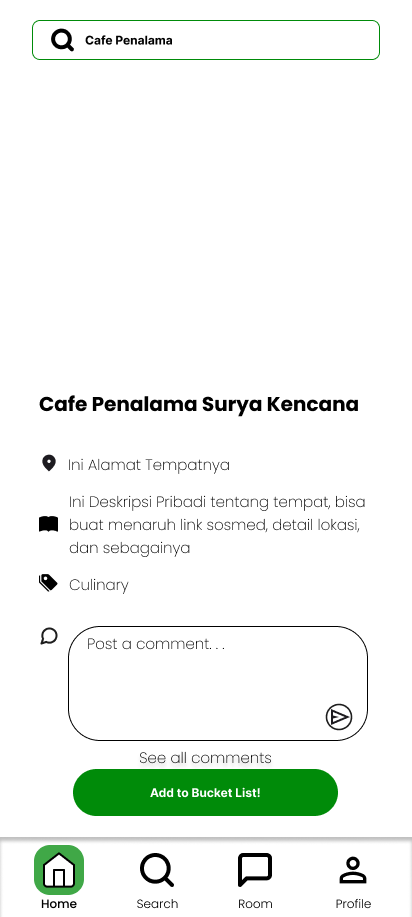 Cafe Penalama
Cafe Penalama Surya Kencana
Ini Alamat Tempatnya
Ini Deskripsi Pribadi tentang tempat, bisa
buat menaruh link sosmed, detail lokasi,
dan sebagainya
Culinary
Post a comment. . .
See all comments
Add to Bucket List!
Home
Search
Room
Profile